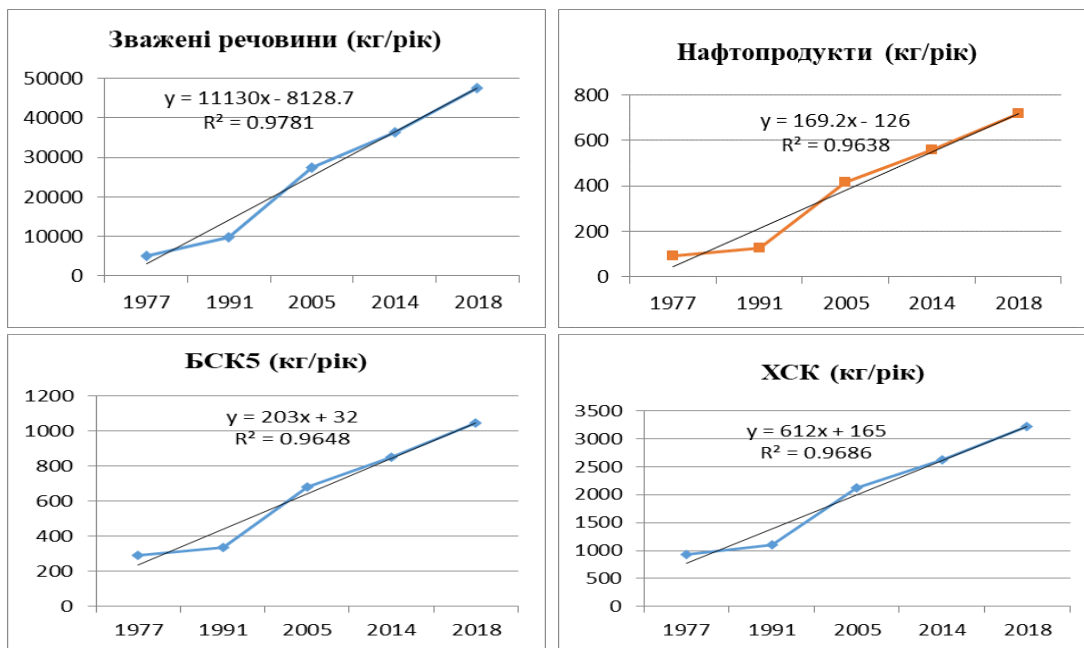 Зважені речовини (кг/рік)
y = 11130x - 8128.7
R² = 0.9781
50000
40000
30000
20000
10000
0
1977 1991 2005 2014 2018
Нафтопродукти (кг/рік)
y = 169.2x - 126
R² = 0.9638
800
600
400
200
0
1977 1991 2005 2014 2018
БСК5 (кг/рік)
y = 203x + 32
R² = 0.9648
1200
1000
800
600
400
200
0
1977 1991 2005 2014 2018
ХСК (кг/рік)
y = 612x + 165
R² = 0.9686
3500
3000
2500
2000
1500
1000
500
0
1977 1991 2005 2014 2018